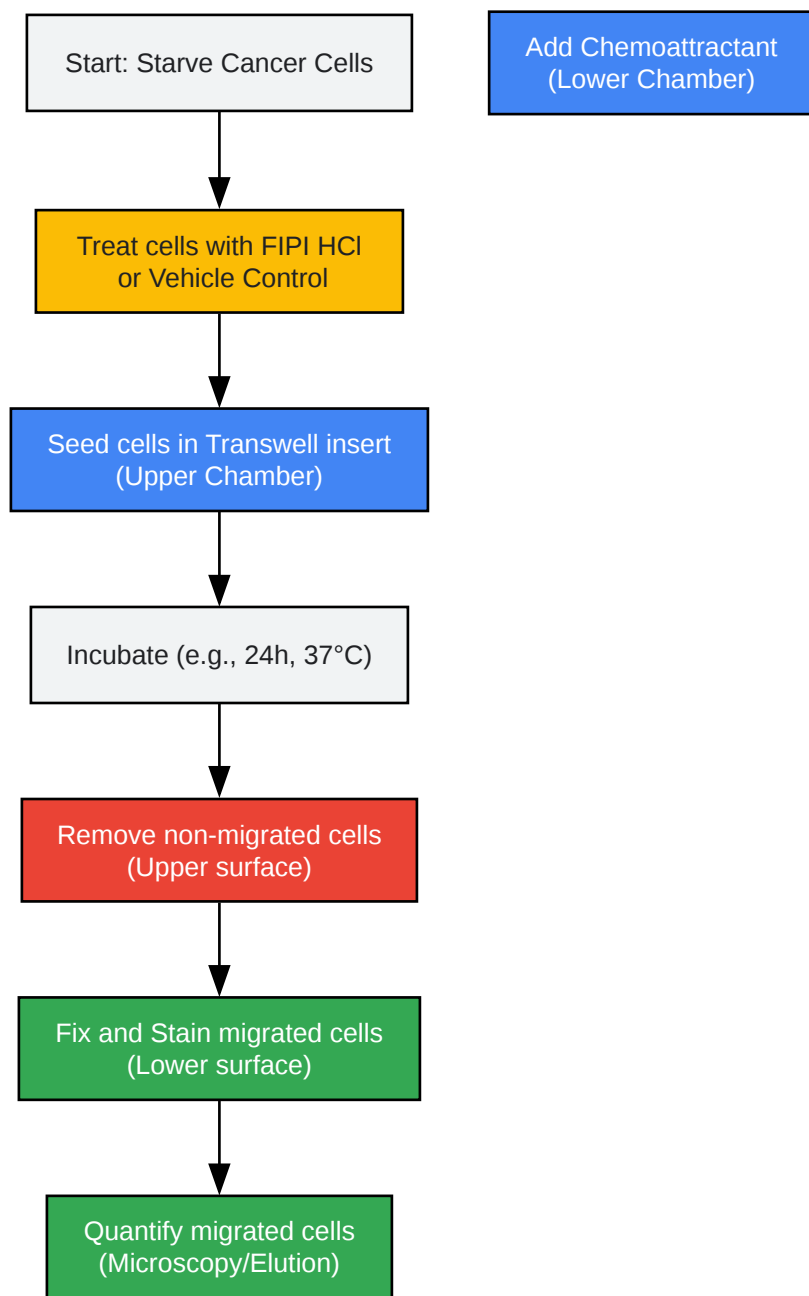 Start: Starve Cancer Cells
Add Chemoattractant
(Lower Chamber)
Treat cells with FIPI HCl
or Vehicle Control
Seed cells in Transwell insert
(Upper Chamber)
Incubate (e.g., 24h, 37°C)
Remove non-migrated cells
(Upper surface)
Fix and Stain migrated cells
(Lower surface)
Quantify migrated cells
(Microscopy/Elution)